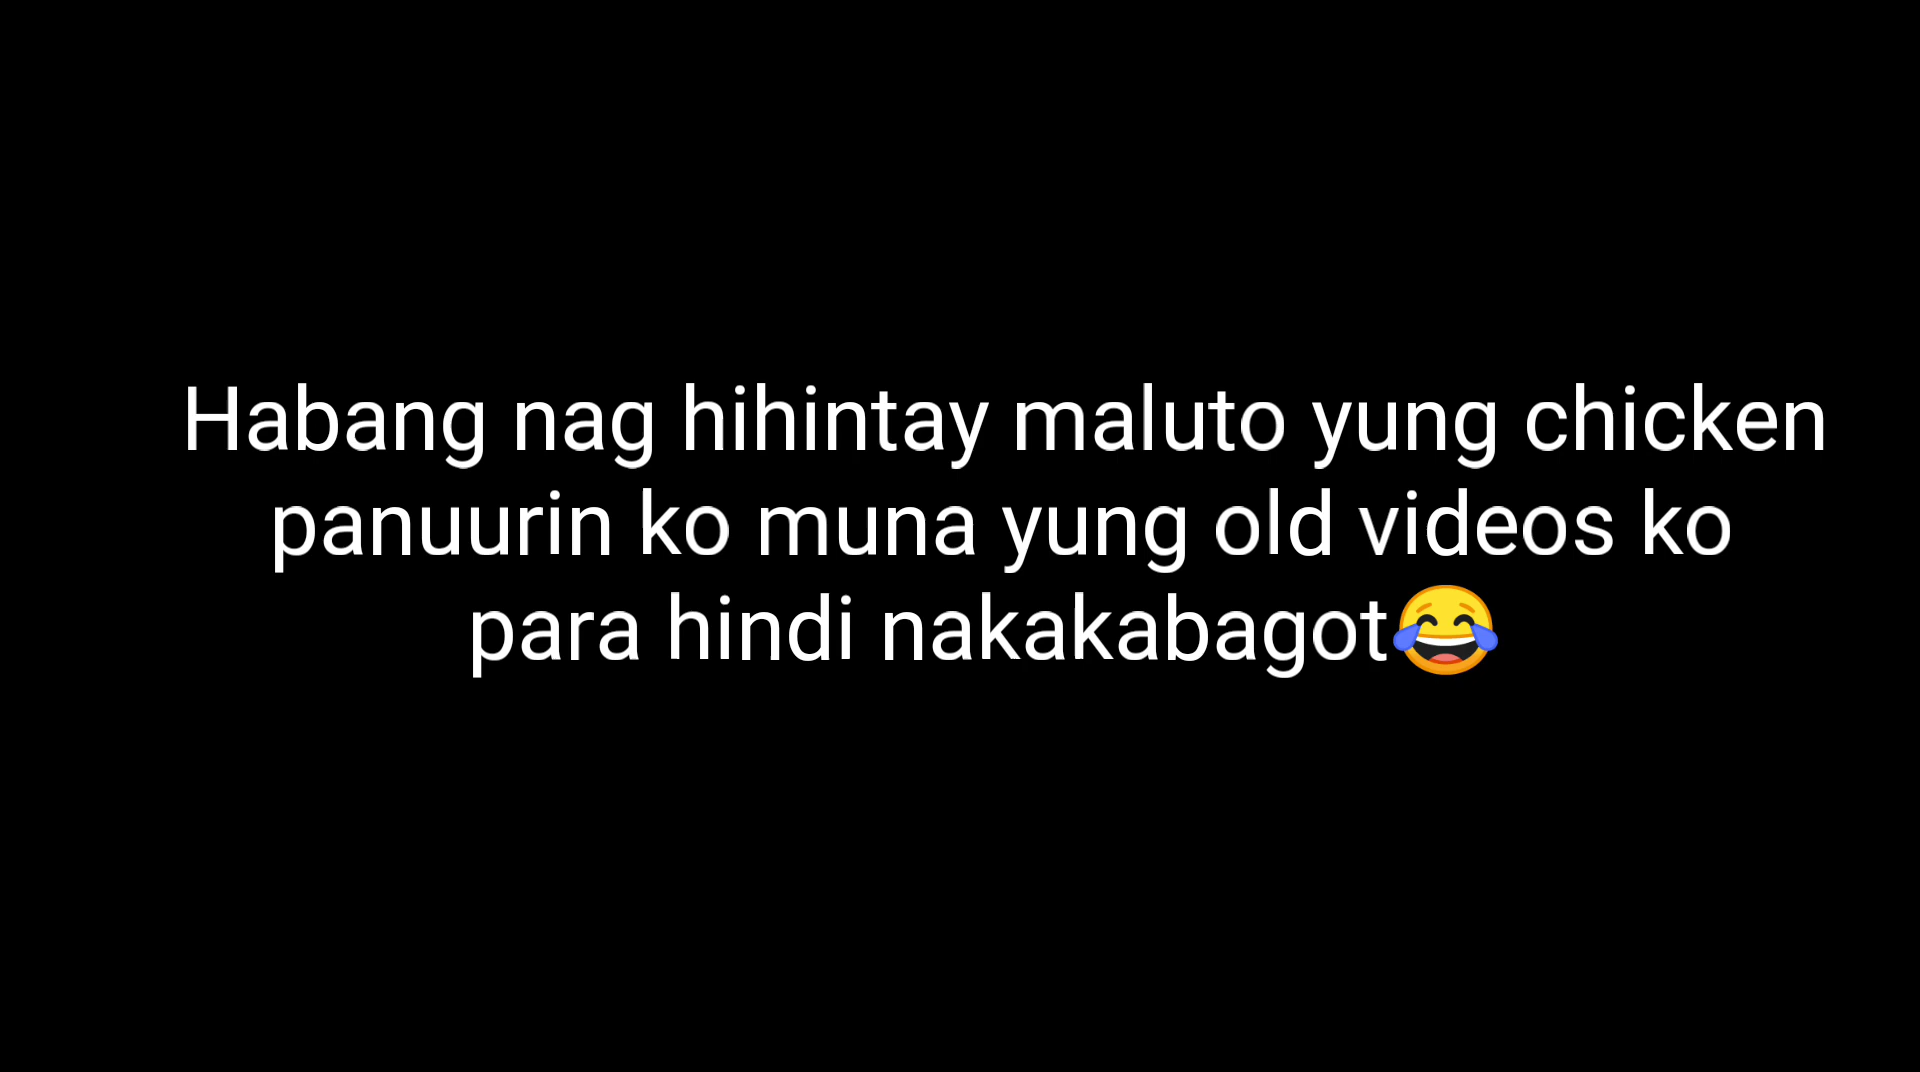 Habang nag hihintay maluto yung chicken
panuurin ko muna yung old videos ko
para hindi nakakabagot😂